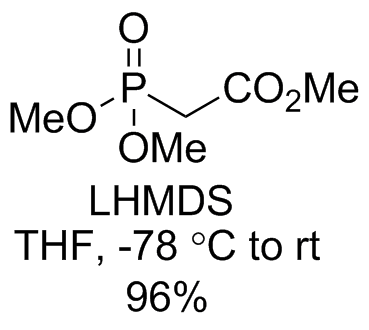 O
P
CO₂Me
MeO
OMe
LHMDS
THF, -78 °C to rt
96%